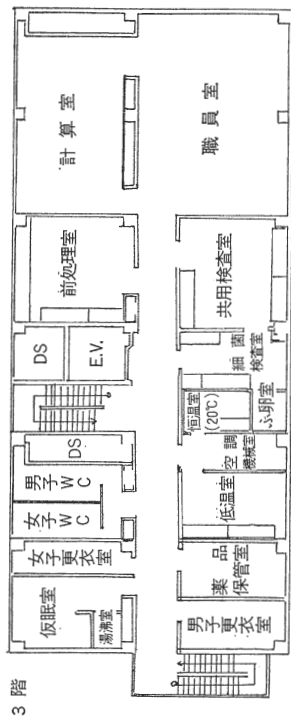 3 階
計算室
職員室
前処理室
共用検査室
DS
E.V.
細菌
検査室
ふ卵室
恒温室
(20℃)
空調
機械室
低温室
DS
男子WC
女子WC
女子更衣室
薬品
保管室
仮眠室
湯沸室
男子更衣室